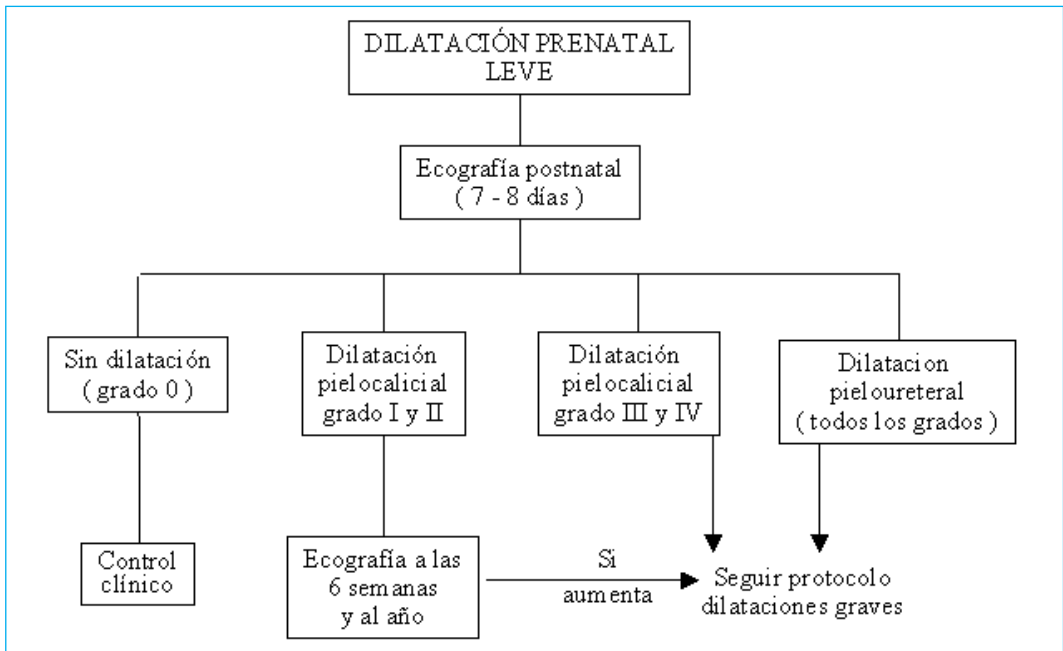 DILATACIÓN PRENATAL
LEVE
Ecografía postnatal
( 7 - 8 días )
Sin dilatación
( grado 0 )
Dilatación
pielocalicial
grado I y II
Dilatación
pielocalicial
grado III y IV
Dilatacion
pieloureteral
( todos los grados )
Control
clínico
Ecografía a las
6 semanas
y al año
Si
aumenta
Seguir protocolo
dilataciones graves